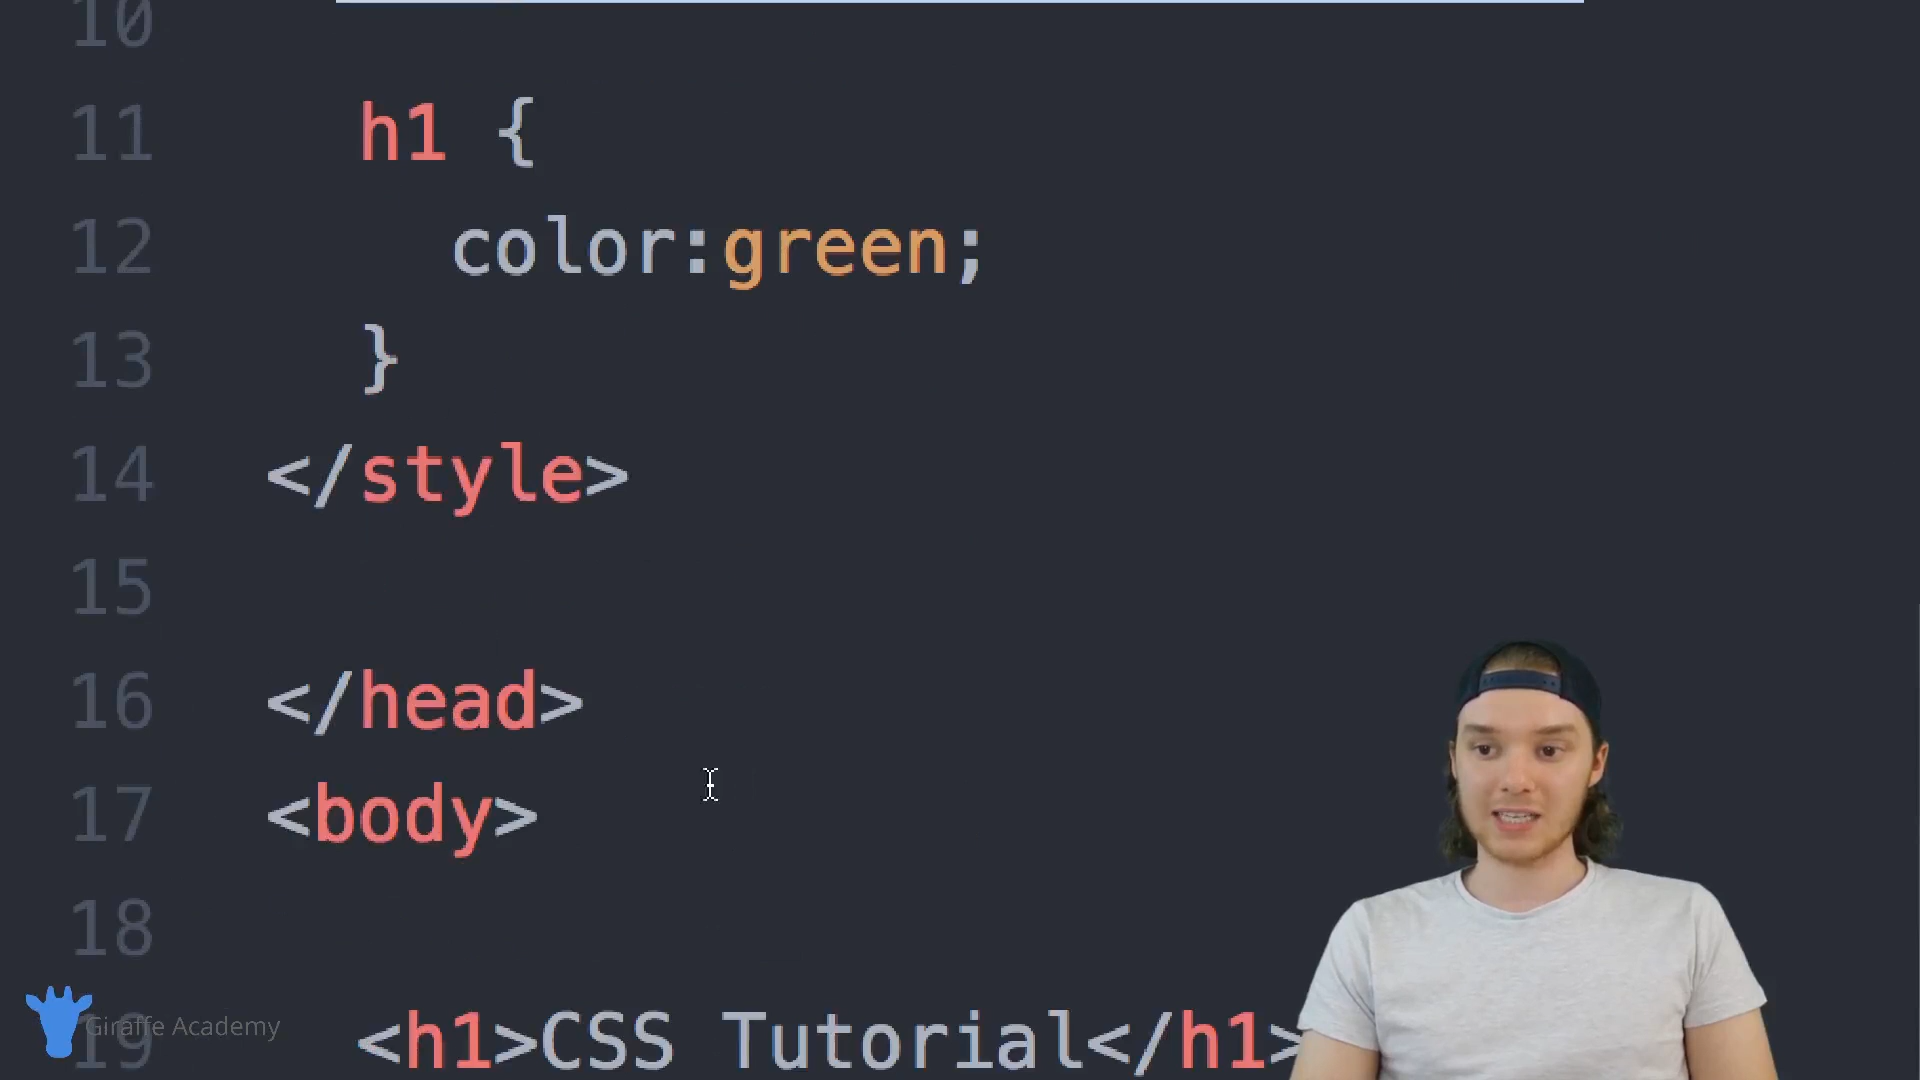 10
11 h1 {
12 color:green;
13 }
14 </style>
15
16 </head>
17 <body>
18
19 <h1>CSS Tutorial</h1>
Giraffe Academy